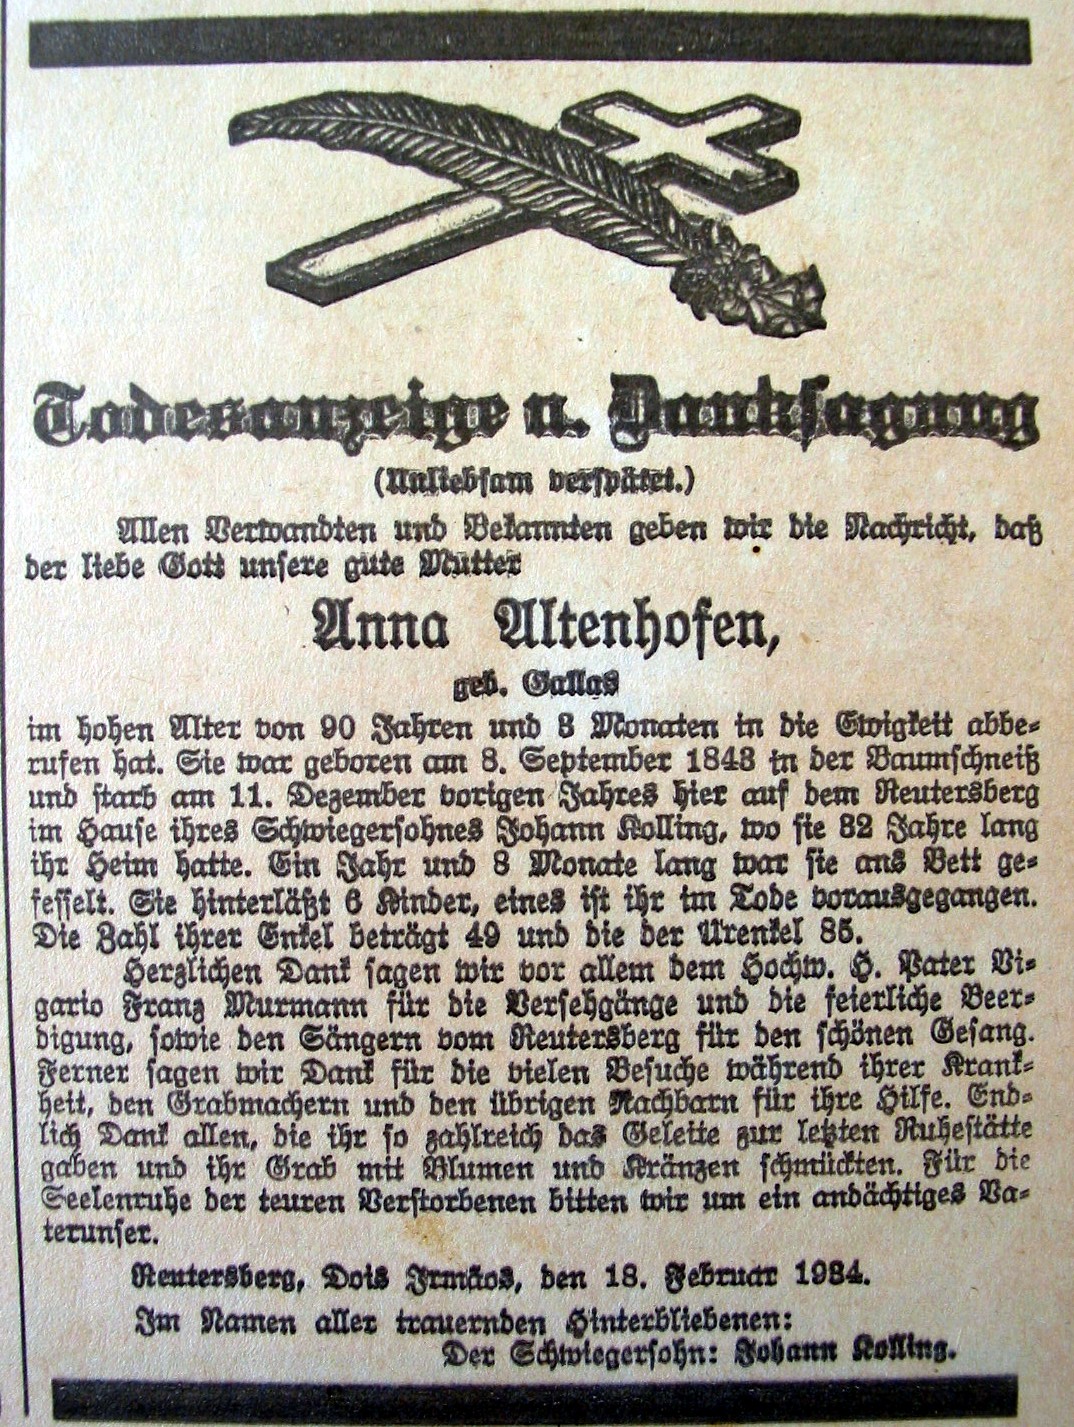 Todesanzeige u. Danksagung
(Unliebsam verspätet.)
Allen Verwandten und Bekannten geben wir die Nachricht, daß
der liebe Gott unsere gute Mutter
Anna Altenhofen,
geb. Gallas
im hohen Alter von 90 Jahren und 3 Monaten in die Ewigkeit abbe-
rufen hat. Sie war geboren am 8. September 1843 in der Baumschneiß
und starb am 11. Dezember vorigen Jahres hier auf dem Reutersberg
im Hause ihres Schwiegersohnes Johann Kolling, wo sie 32 Jahre lang
ihr Heim hatte. Ein Jahr und 8 Monate lang war sie ans Bett ge-
fesselt. Sie hinterläßt 6 Kinder, eines ist ihr im Tode vorausgegangen.
Die Zahl ihrer Enkel beträgt 49 und die der Urenkel 85.
Herzlichen Dank sagen wir vor allem dem Hochw. H. Pater Vi-
gario Franz Murmann für die Versehgänge und die feierliche Beer-
digung, sowie den Sängern vom Reutersberg für den schönen Gesang.
Ferner sagen wir Dank für die vielen Besuche während ihrer Krank-
heit, den Grabmachern und den übrigen Nachbarn für ihre Hilfe. End-
lich Dank allen, die ihr so zahlreich das Geleite zur letzten Ruhestätte
gaben und ihr Grab mit Blumen und Kränzen schmückten. Für die
Seelenruhe der teuren Verstorbenen bitten wir um ein andächtiges Va-
terunser.
Reutersberg, Dois Irmãos, den 18. Februar 1934.
Im Namen aller trauernden Hinterbliebenen:
Der Schwiegersohn: Johann Kolling.